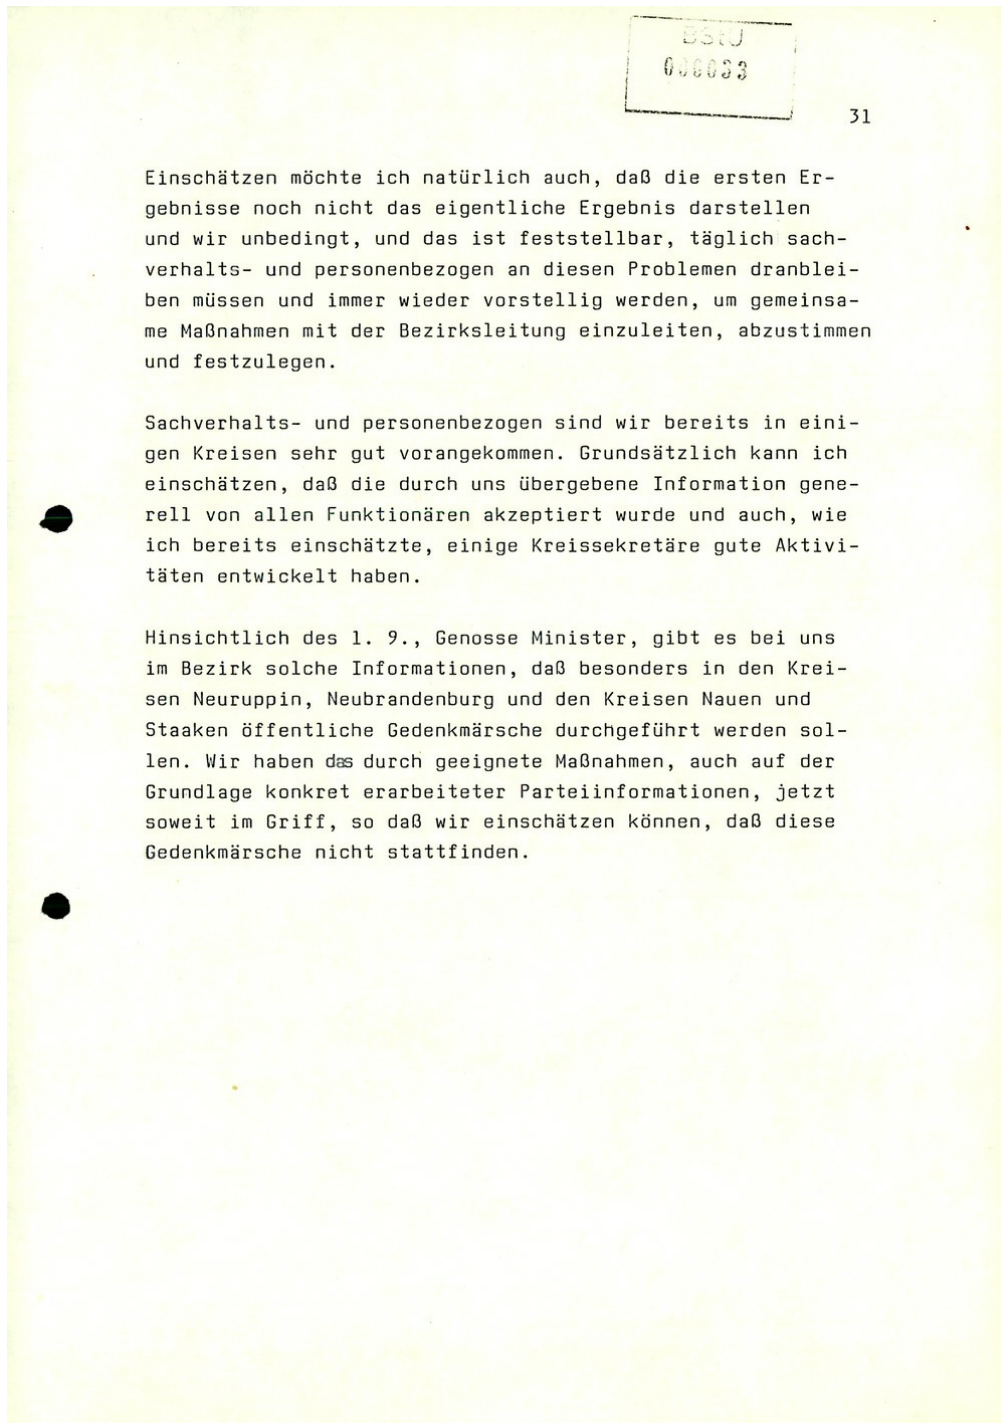 BStU
000033
31
Einschätzen möchte ich natürlich auch, daß die ersten Er-
gebnisse noch nicht das eigentliche Ergebnis darstellen
und wir unbedingt, und das ist feststellbar, täglich sach-
verhalts- und personenbezogen an diesen Problemen dranblei-
ben müssen und immer wieder vorstellig werden, um gemeinsa-
me Maßnahmen mit der Bezirksleitung einzuleiten, abzustimmen
und festzulegen.
Sachverhalts- und personenbezogen sind wir bereits in eini-
gen Kreisen sehr gut vorangekommen. Grundsätzlich kann ich
einschätzen, daß die durch uns übergebene Information gene-
rell von allen Funktionären akzeptiert wurde und auch, wie
ich bereits einschätzte, einige Kreissekretäre gute Aktivi-
täten entwickelt haben.
Hinsichtlich des 1. 9., Genosse Minister, gibt es bei uns
im Bezirk solche Informationen, daß besonders in den Krei-
sen Neuruppin, Neubrandenburg und den Kreisen Nauen und
Staaken öffentliche Gedenkmärsche durchgeführt werden sol-
len. Wir haben das durch geeignete Maßnahmen, auch auf der
Grundlage konkret erarbeiteter Parteiinformationen, jetzt
soweit im Griff, so daß wir einschätzen können, daß diese
Gedenkmärsche nicht stattfinden.